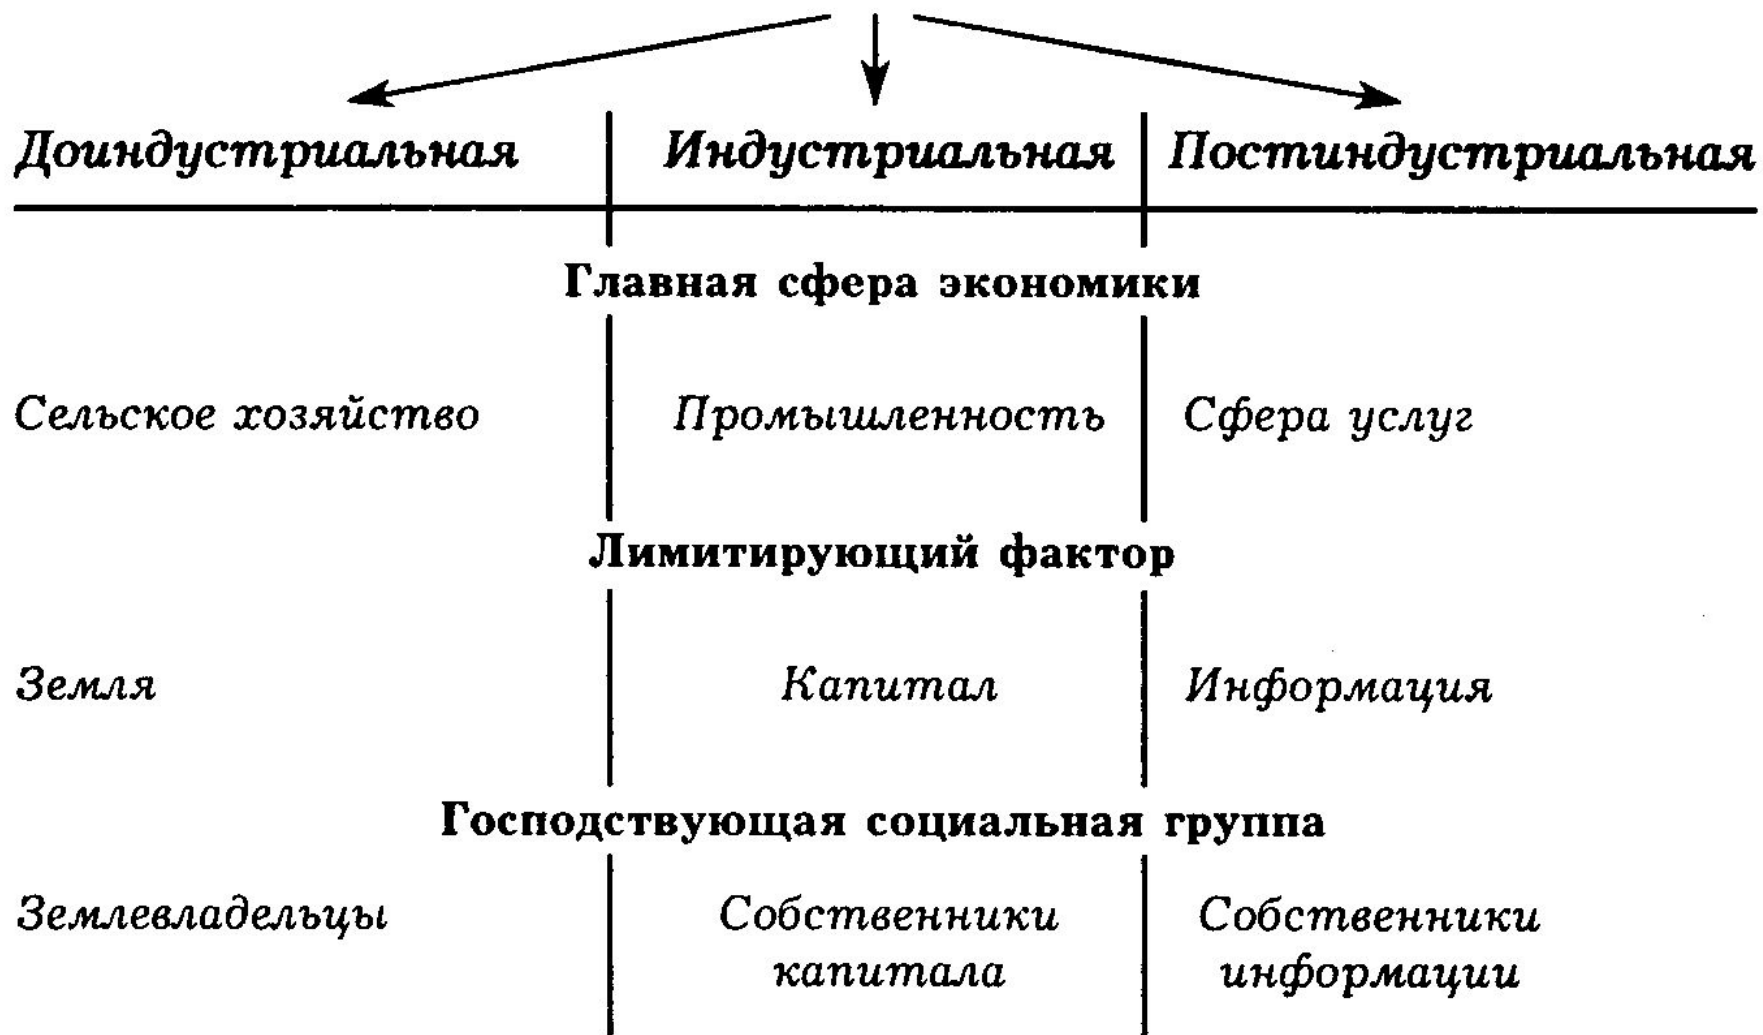 Доиндустриальная Индустриальная Постиндустриальная
Главная сфера экономики
Сельское хозяйство Промышленность Сфера услуг
Лимитирующий фактор
Земля Капитал Информация
Господствующая социальная группа
Землевладельцы Собственники Собственники
капитала информации